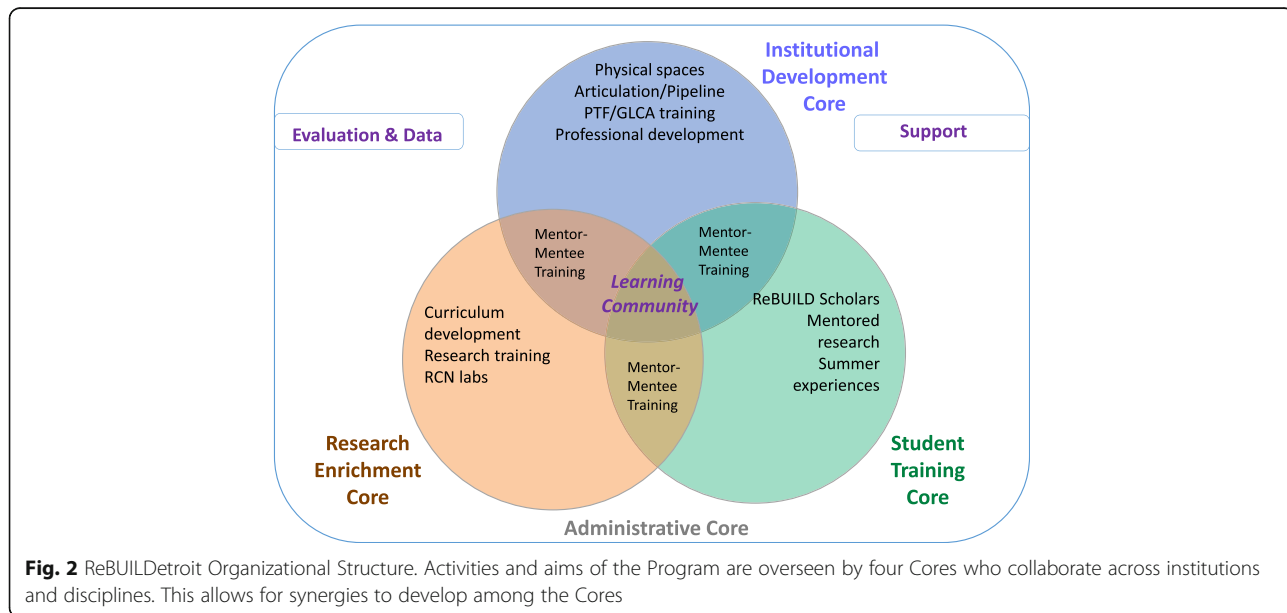 Institutional
Development
Core
Physical spaces
Articulation/Pipeline
PTF/GLCA training
Professional development
Evaluation & Data
Support
Mentor-
Mentee
Training
Mentor-
Mentee
Training
Learning
Community
Curriculum
development
Research training
RCN labs
ReBUILD Scholars
Mentored
research
Summer
experiences
Mentor-
Mentee
Training
Research
Enrichment
Core
Student
Training
Core
Administrative Core
Fig. 2 ReBUILDetroit Organizational Structure. Activities and aims of the Program are overseen by four Cores who collaborate across institutions
and disciplines. This allows for synergies to develop among the Cores